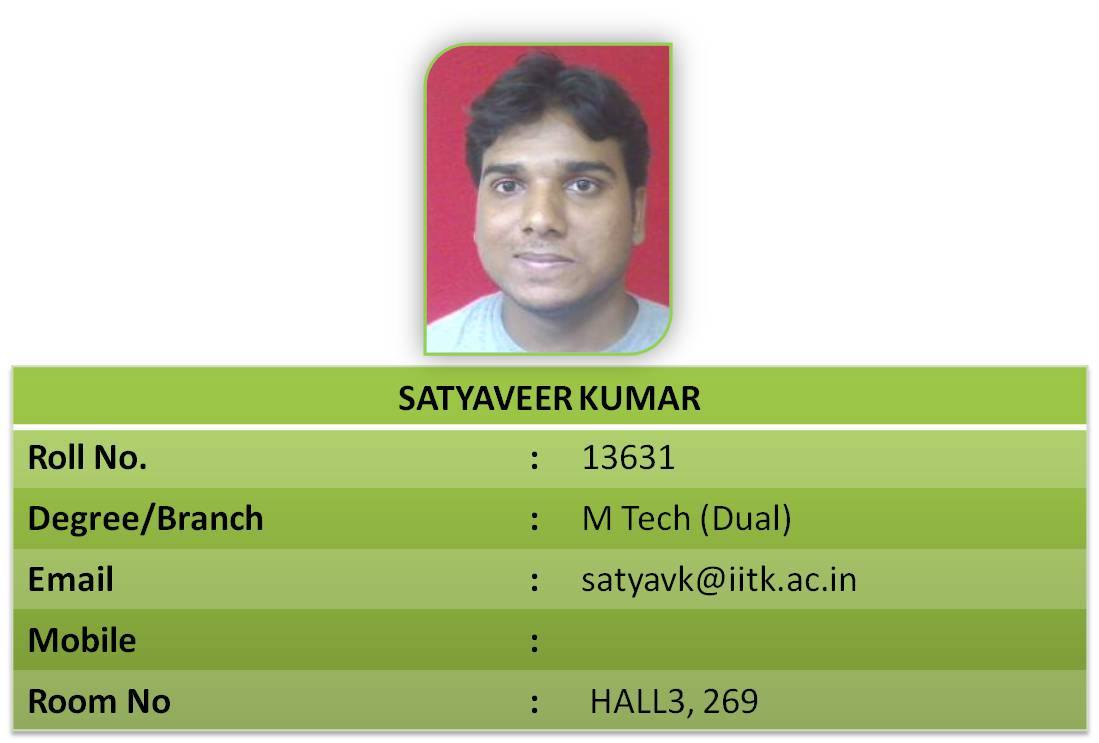 SATYAVEER KUMAR
Roll No. : 13631
Degree/Branch : M Tech (Dual)
Email : satyavk@iitk.ac.in
Mobile :
Room No : HALL3, 269